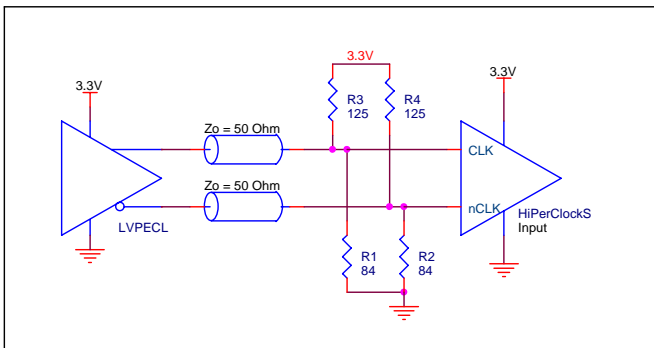 3.3V
3.3V
3.3V
R3
125
R4
125
Zo = 50 Ohm
CLK
Zo = 50 Ohm
nCLK
LVPECL
HiPerClockS
Input
R1
84
R2
84